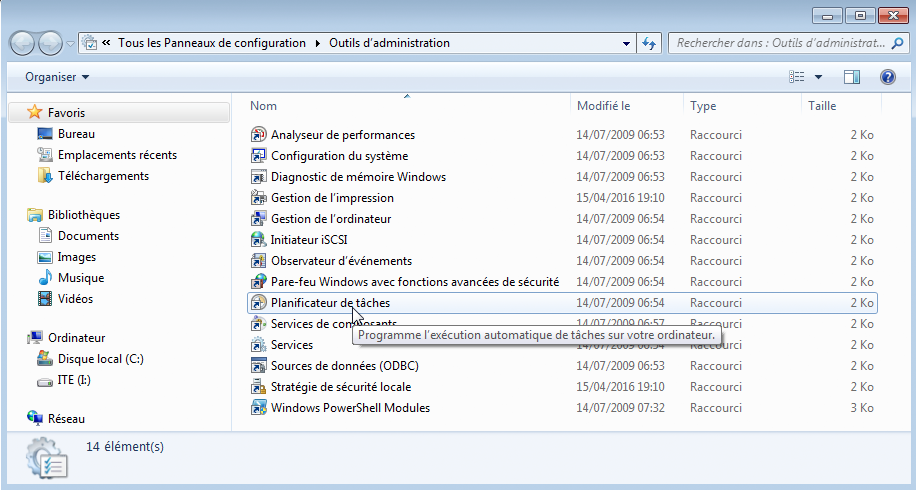 « Tous les Panneaux de configuration Outils d'administration Rechercher dans : Outils d'administrat...
Organiser
Nom Modifié le Type Taille
Favoris
Bureau
Emplacements récents
Téléchargements
Bibliothèques
Documents
Images
Musique
Vidéos
Ordinateur
Disque local (C:)
ITE (I:)
Réseau
Analyseur de performances 14/07/2009 06:53 Raccourci 2 Ko
Configuration du système 14/07/2009 06:53 Raccourci 2 Ko
Diagnostic de mémoire Windows 14/07/2009 06:53 Raccourci 2 Ko
Gestion de l'impression 15/04/2016 19:10 Raccourci 2 Ko
Gestion de l'ordinateur 14/07/2009 06:54 Raccourci 2 Ko
Initiateur iSCSI 14/07/2009 06:54 Raccourci 2 Ko
Observateur d'événements 14/07/2009 06:54 Raccourci 2 Ko
Pare-feu Windows avec fonctions avancées de sécurité 14/07/2009 06:54 Raccourci 2 Ko
Planificateur de tâches 14/07/2009 06:54 Raccourci 2 Ko
Services de composants 14/07/2009 06:57 Raccourci 2 Ko
Programme l'exécution automatique de tâches sur votre ordinateur.
Services 2 Ko
Sources de données (ODBC) 14/07/2009 06:53 Raccourci 2 Ko
Stratégie de sécurité locale 15/04/2016 19:10 Raccourci 2 Ko
Windows PowerShell Modules 14/07/2009 07:32 Raccourci 3 Ko
14 élément(s)